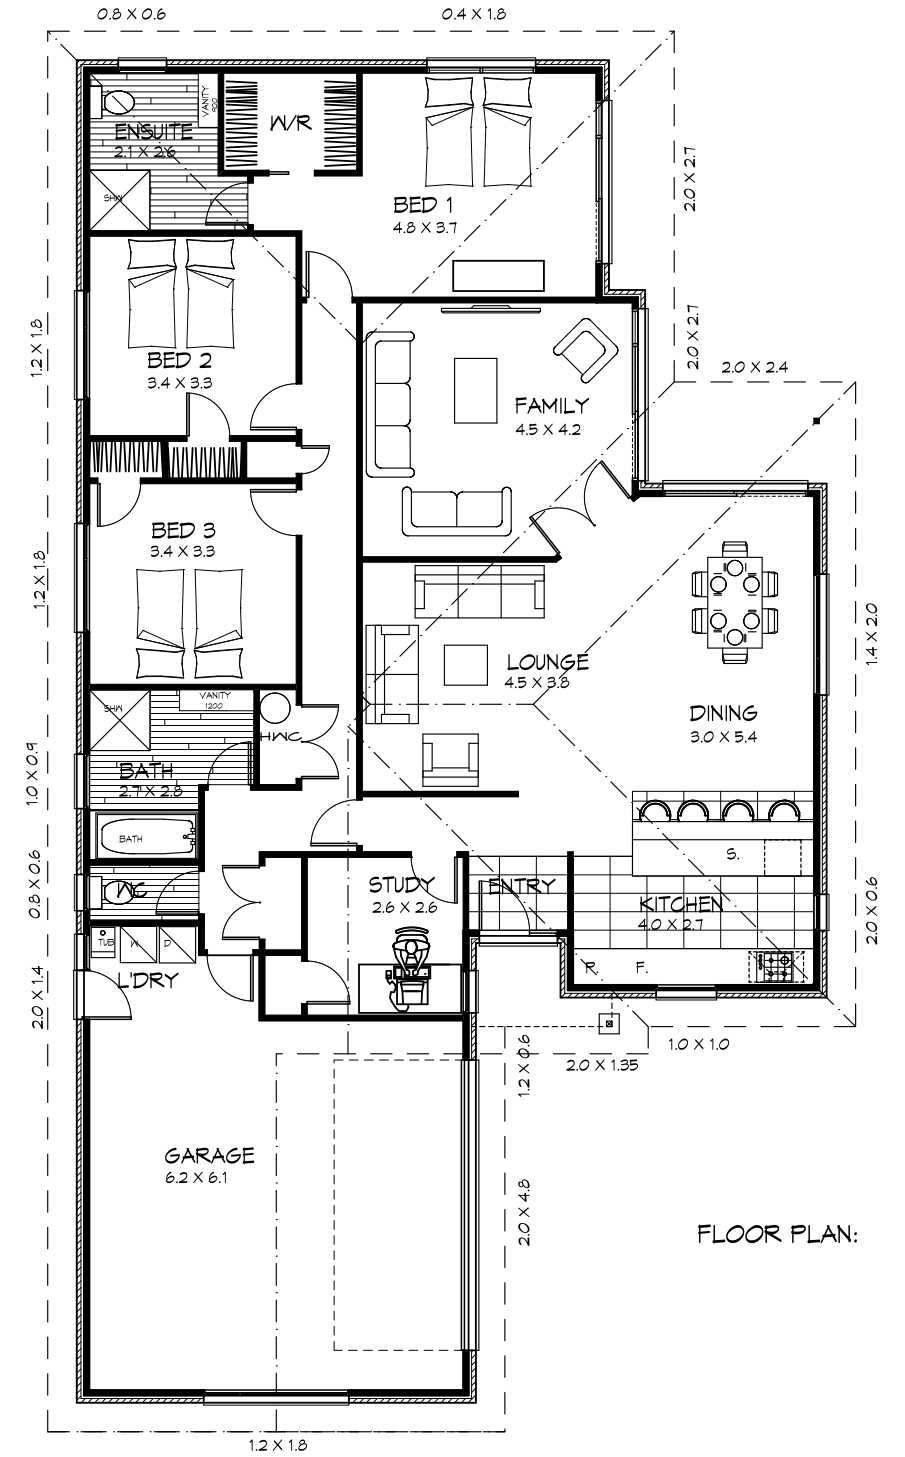 0.8 X 0.6
0.4 X 1.8
VANITY
900
W/R
ENSUITE
2.1 X 2.6
SHW
BED 1
4.8 X 3.7
2.0 X 2.7
2.0 X 2.7
1.2 X 1.8
BED 2
3.4 X 3.3
2.0 X 2.4
FAMILY
4.5 X 4.2
BED 3
3.4 X 3.3
1.2 X 1.8
1.4 X 2.0
LOUNGE
4.5 X 3.8
VANITY
1200
SHW
HWC
DINING
3.0 X 5.4
1.0 X 0.9
BATH
2.7 X 2.8
BATH
S.
0.8 X 0.6
WC
STUDY
2.6 X 2.6
ENTRY
KITCHEN
4.0 X 2.7
2.0 X 0.6
TUB
W
D
L'DRY
R.
F.
2.0 X 1.4
1.0 X 1.0
2.0 X 1.35
1.2 X 0.6
GARAGE
6.2 X 6.1
2.0 X 4.8
FLOOR PLAN:
1.2 X 1.8